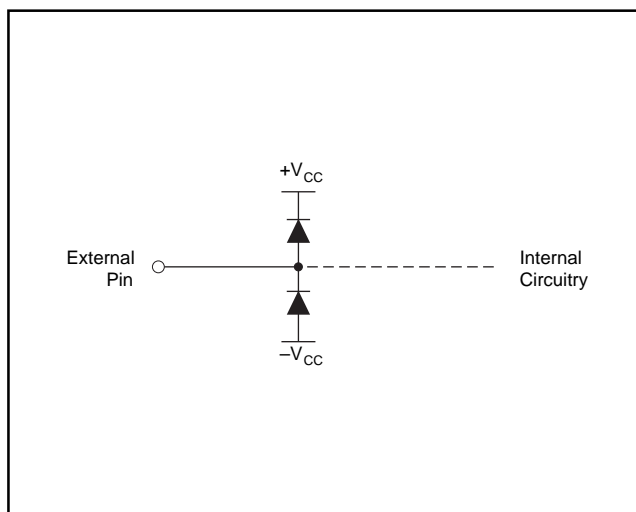 +VCC
External
Pin
Internal
Circuitry
–VCC